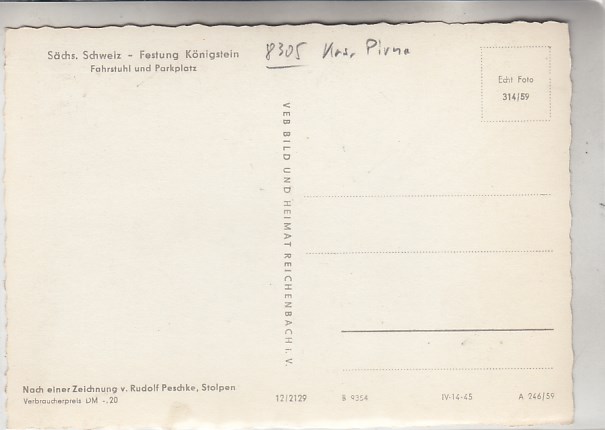 Sächs. Schweiz - Festung Königstein
Fahrstuhl und Parkplatz
8305 Krs. Pirna
Echt Foto
314/59
VEB BILD UND HEIMAT REICHENBACH i. V.
Nach einer Zeichnung v. Rudolf Peschke, Stolpen
Verbraucherpreis DM -,20
12/2129 B 9354 IV-14-45 A 246/59